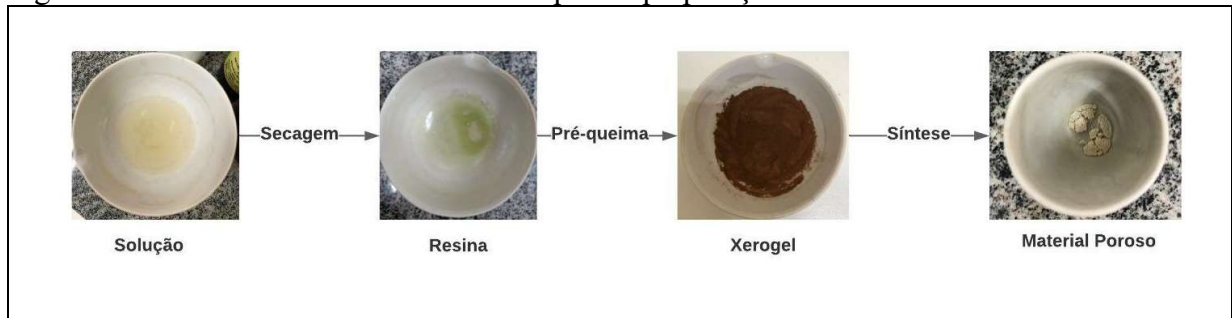 Secagem
Pré-queima
Síntese
Solução
Resina
Xerogel
Material Poroso